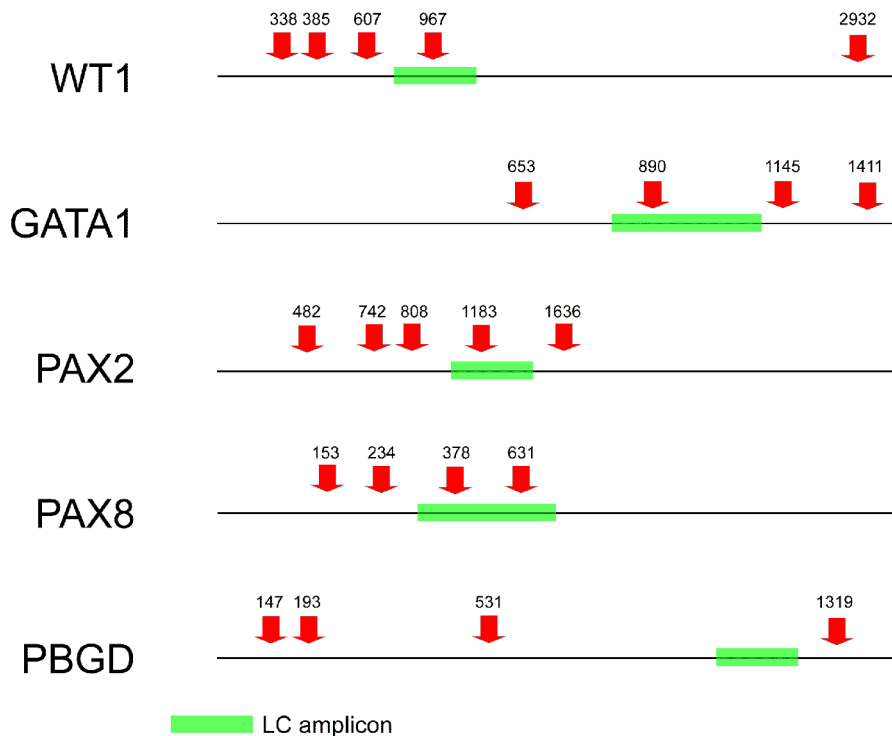 338 385 607 967 2932
WT1
653 890 1145 1411
GATA1
482 742 808 1183 1636
PAX2
153 234 378 631
PAX8
147 193 531 1319
PBGD
LC amplicon